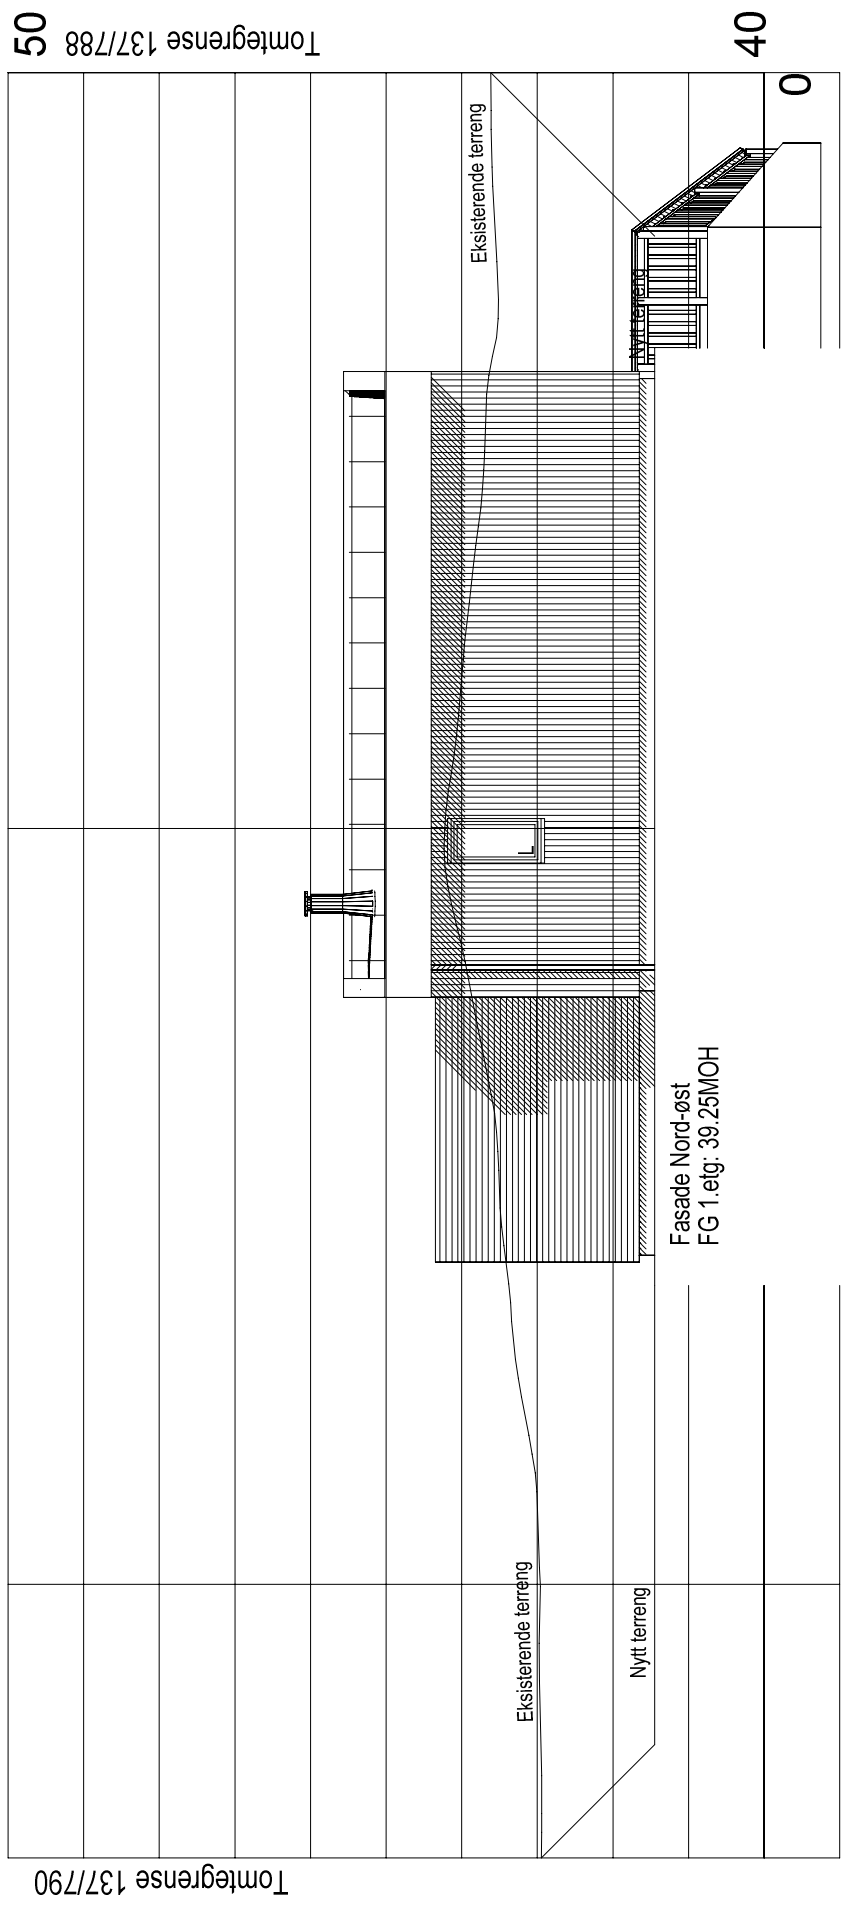 50
Tomtegrense 137/788
40
0
Eksisterende terreng
Nytt terreng
Fasade Nord-øst
FG 1.etg: 39.25MOH
Eksisterende terreng
Nytt terreng
Tomtegrense 137/790